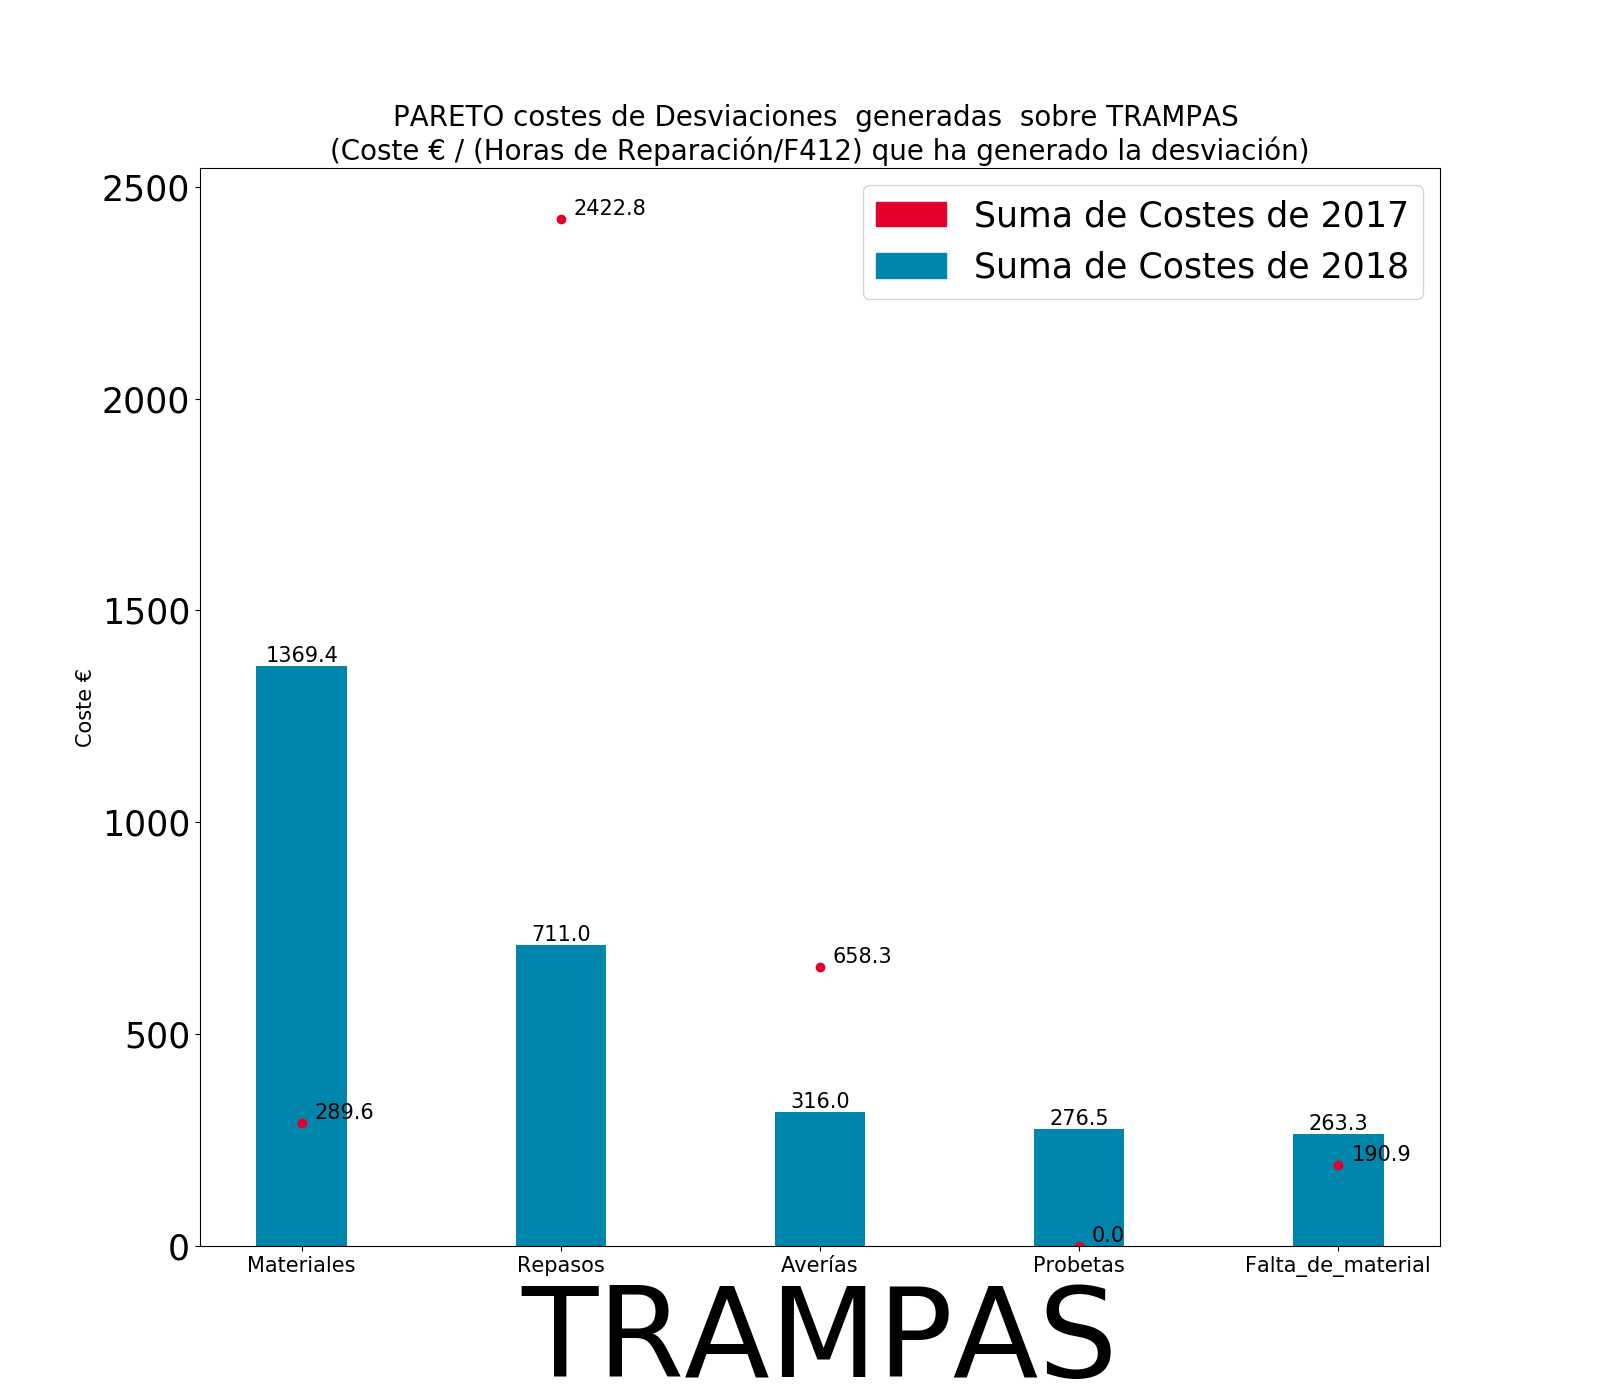 PARETO costes de Desviaciones  generadas  sobre TRAMPAS
(Coste € / (Horas de Reparación/F412) que ha generado la desviación)
2500
2000
1500
1000
500
0
Coste €
Suma de Costes de 2017
Suma de Costes de 2018
2422.8
1369.4
711.0
658.3
289.6
316.0
276.5
263.3
190.9
0.0
Materiales
Repasos
Averías
Probetas
Falta_de_material
TRAMPAS